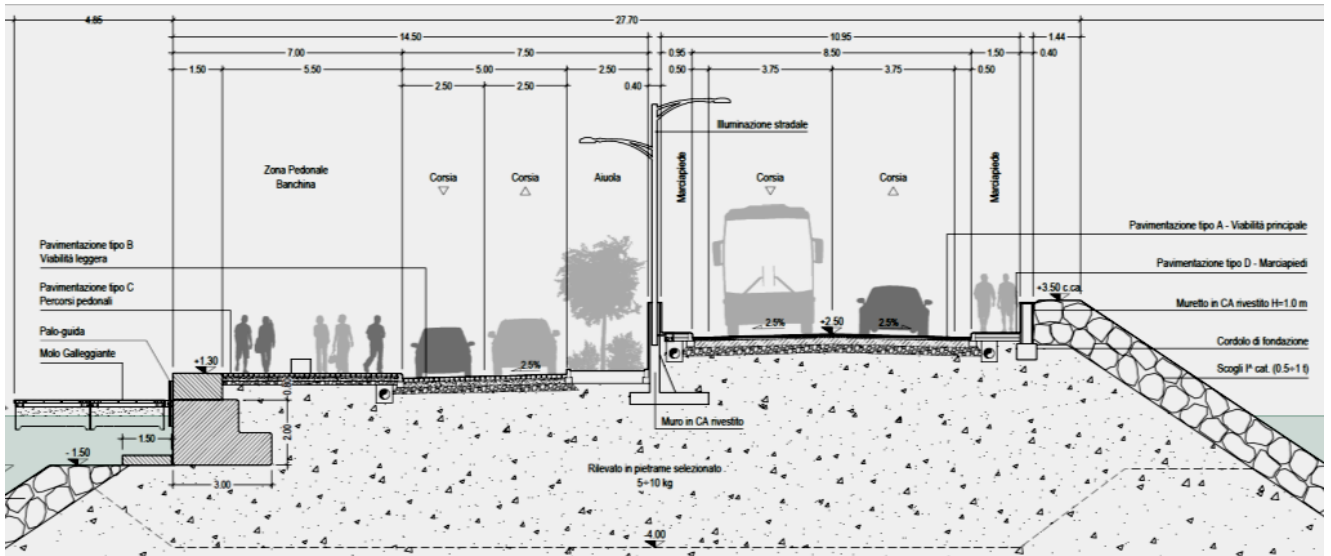 4.85
27.70
14.50
10.95
1.44
7.00
7.50
0.95
8.50
1.50
0.40
1.50
5.50
5.00
2.50
0.50
3.75
3.75
0.50
2.50
2.50
0.40
Illuminazione stradale
Zona Pedonale
Banchina
Corsia
Corsia
Aiuola
Marciapiede
Corsia
Corsia
Marciapiede
Pavimentazione tipo B
Viabilità leggera
Pavimentazione tipo C
Percorsi pedonali
Palo-guida
Molo Galleggiante
Pavimentazione tipo A - Viabilità principale
Pavimentazione tipo D - Marciapiedi
+3.50 c.ca
Muretto in CA rivestito H=1.0 m
Cordolo di fondazione
Scogli Iª cat. (0.5÷1 t)
2.5%
+2.50
2.5%
+1.30
2.5%
2.00
1.50
- 1.50
3.00
Muro in CA rivestito
Rilevato in pietrame selezionato
5÷10 kg
-4.00